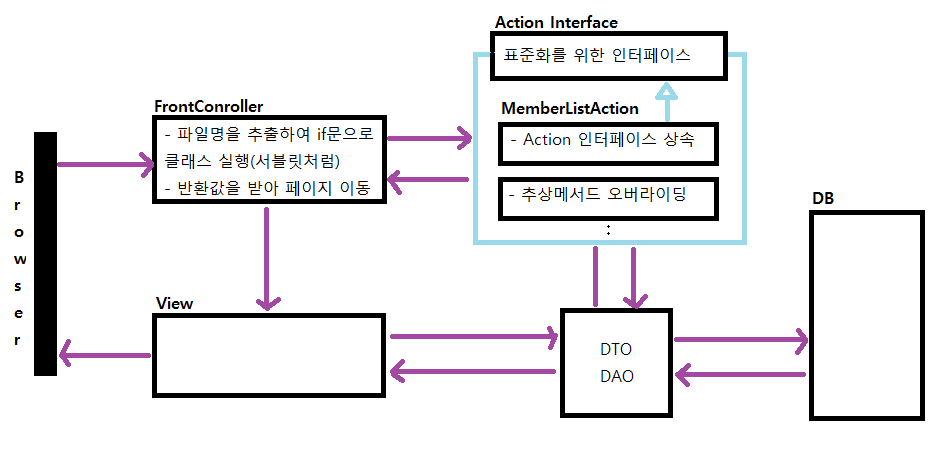 Action Interface
표준화를 위한 인터페이스
FrontConroller
- 파일명을 추출하여 if문으로
클래스 실행(서블릿처럼)
- 반환값을 받아 페이지 이동
MemberListAction
- Action 인터페이스 상속
- 추상메서드 오버라이딩
:
Browser
DB
View
DTO
DAO